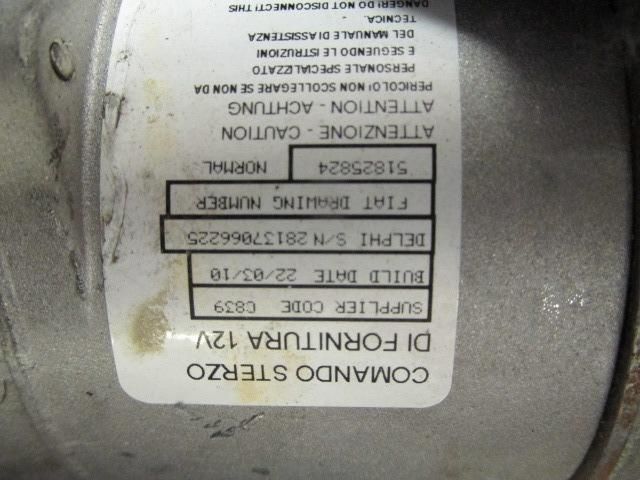 COMANDO STERZO
DI FORNITURA 12V
SUPPLIER CODE C839
BUILD DATE 22/03/10
DELPHI S/N 28137066225
FIAT DRAWING NUMBER
51825824 NORMAL
ATTENZIONE - CAUTION
ATTENTION - ACHTUNG
PERICOLO! NON SCOLLEGARE SE NON DA
PERSONALE SPECIALIZZATO
E SEGUENDO LE ISTRUZIONI
DEL MANUALE DI ASSISTENZA
TECNICA.
DANGER! DO NOT DISCONNECT! THIS